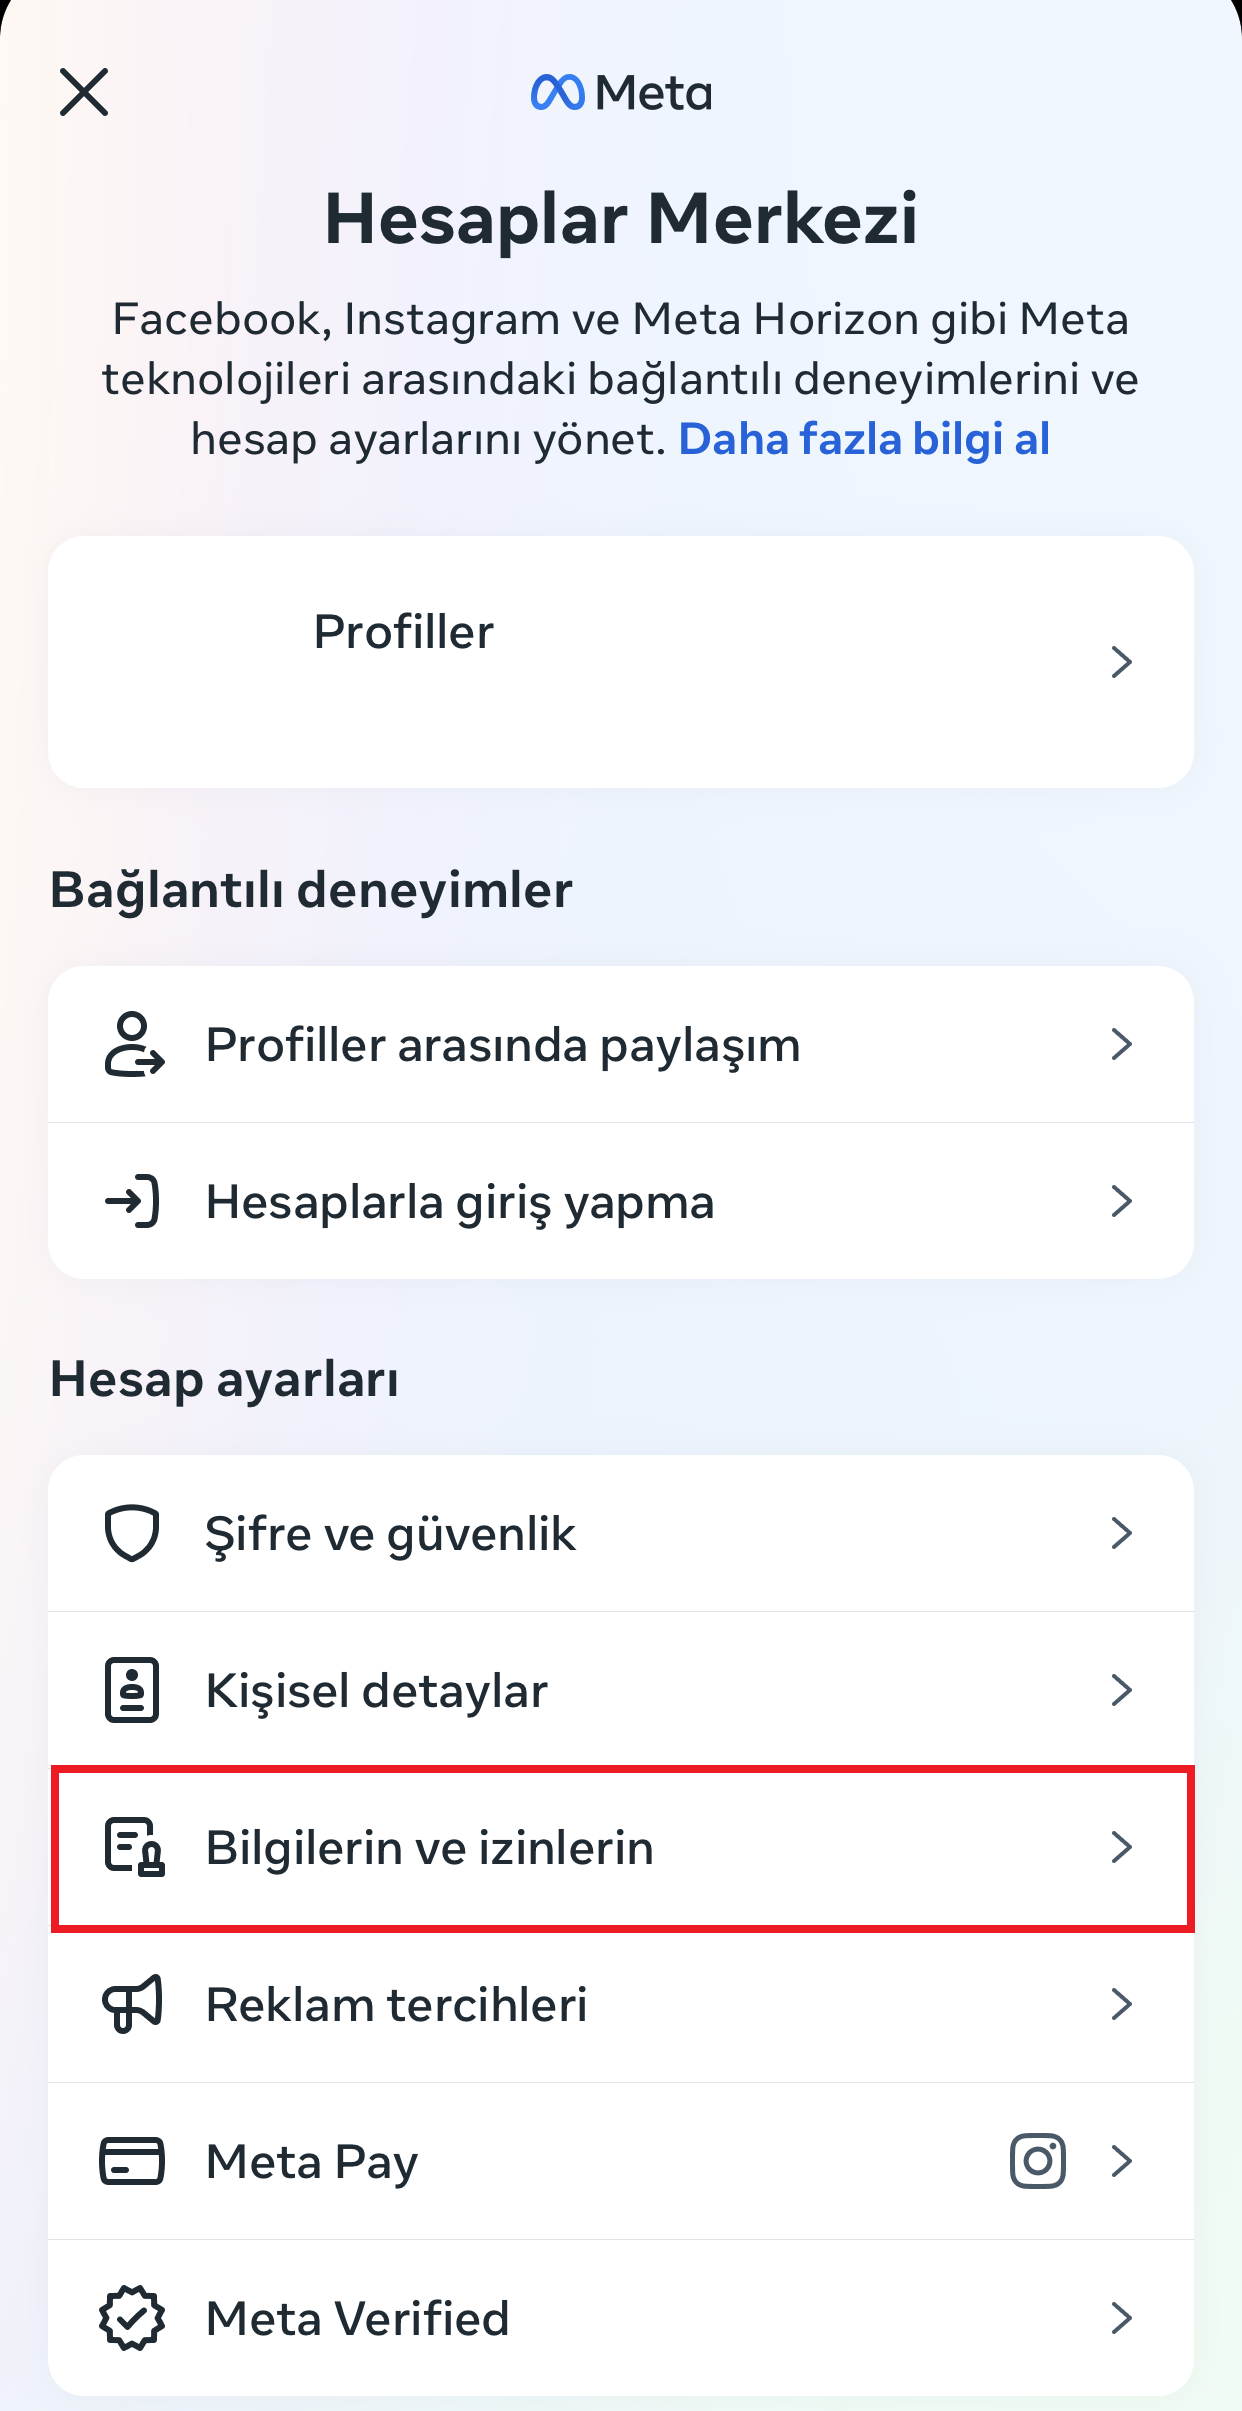 Meta
Hesaplar Merkezi
Facebook, Instagram ve Meta Horizon gibi Meta
teknolojileri arasındaki bağlantılı deneyimlerini ve
hesap ayarlarını yönet. Daha fazla bilgi al
Profiller
Bağlantılı deneyimler
Profiller arasında paylaşım
Hesaplarla giriş yapma
Hesap ayarları
Şifre ve güvenlik
Kişisel detaylar
Bilgilerin ve izinlerin
Reklam tercihleri
Meta Pay
Meta Verified